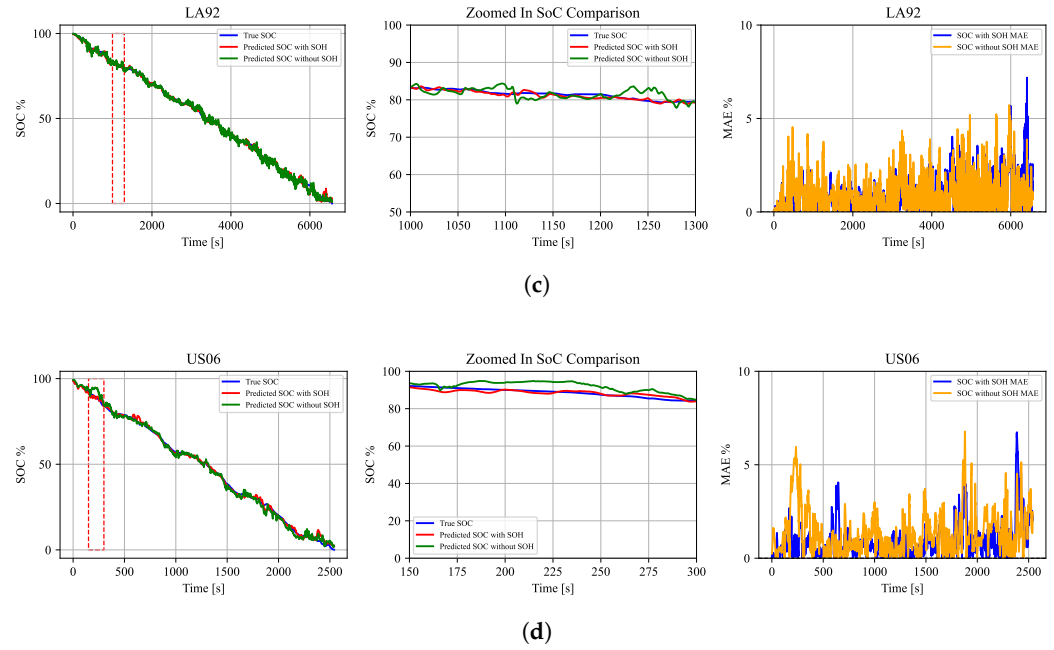 LA92
100
50
0
SOC %
0
2000
4000
6000
Time [s]
True SOC
Predicted SOC with SOH
Predicted SOC without SOH
Zoomed In SoC Comparison
100
90
80
70
60
50
SOC %
1000
1050
1100
1150
1200
1250
1300
Time [s]
True SOC
Predicted SOC with SOH
Predicted SOC without SOH
LA92
10
5
0
MAE %
0
2000
4000
6000
Time [s]
SOC with SOH MAE
SOC without SOH MAE
(c)
US06
100
50
0
SOC %
0
500
1000
1500
2000
2500
Time [s]
True SOC
Predicted SOC with SOH
Predicted SOC without SOH
Zoomed In SoC Comparison
100
80
60
40
20
0
SOC %
150
175
200
225
250
275
300
Time [s]
True SOC
Predicted SOC with SOH
Predicted SOC without SOH
US06
10
5
0
MAE %
0
500
1000
1500
2000
2500
Time [s]
SOC with SOH MAE
SOC without SOH MAE
(d)